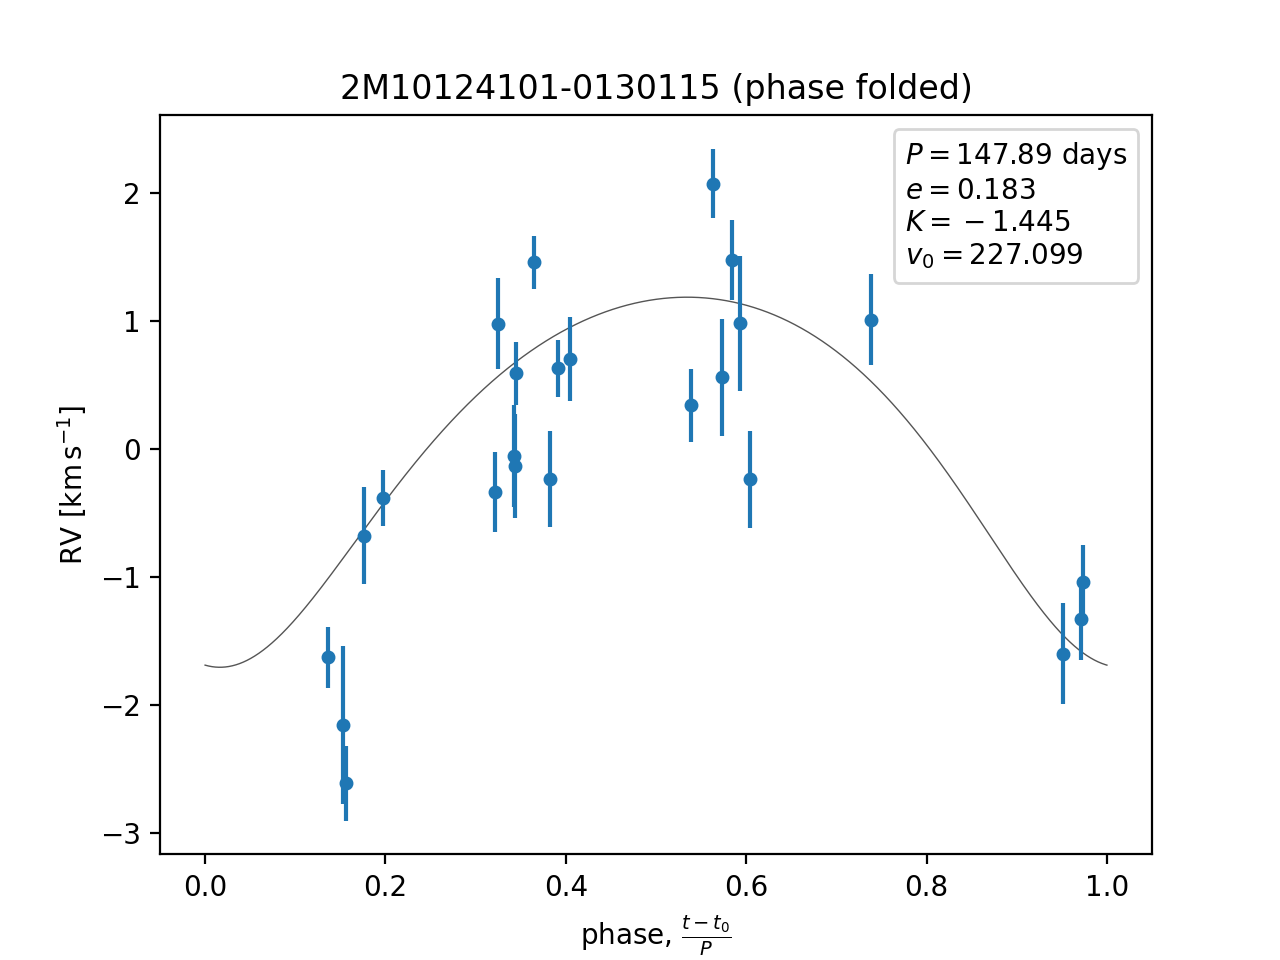 2M10124101-0130115 (phase folded)
P = 147.89 days
e = 0.183
K = −1.445
v₀ = 227.099
RV [km s⁻¹]
2
1
0
−1
−2
−3
0.0 0.2 0.4 0.6 0.8 1.0
phase, (t − t₀)/P